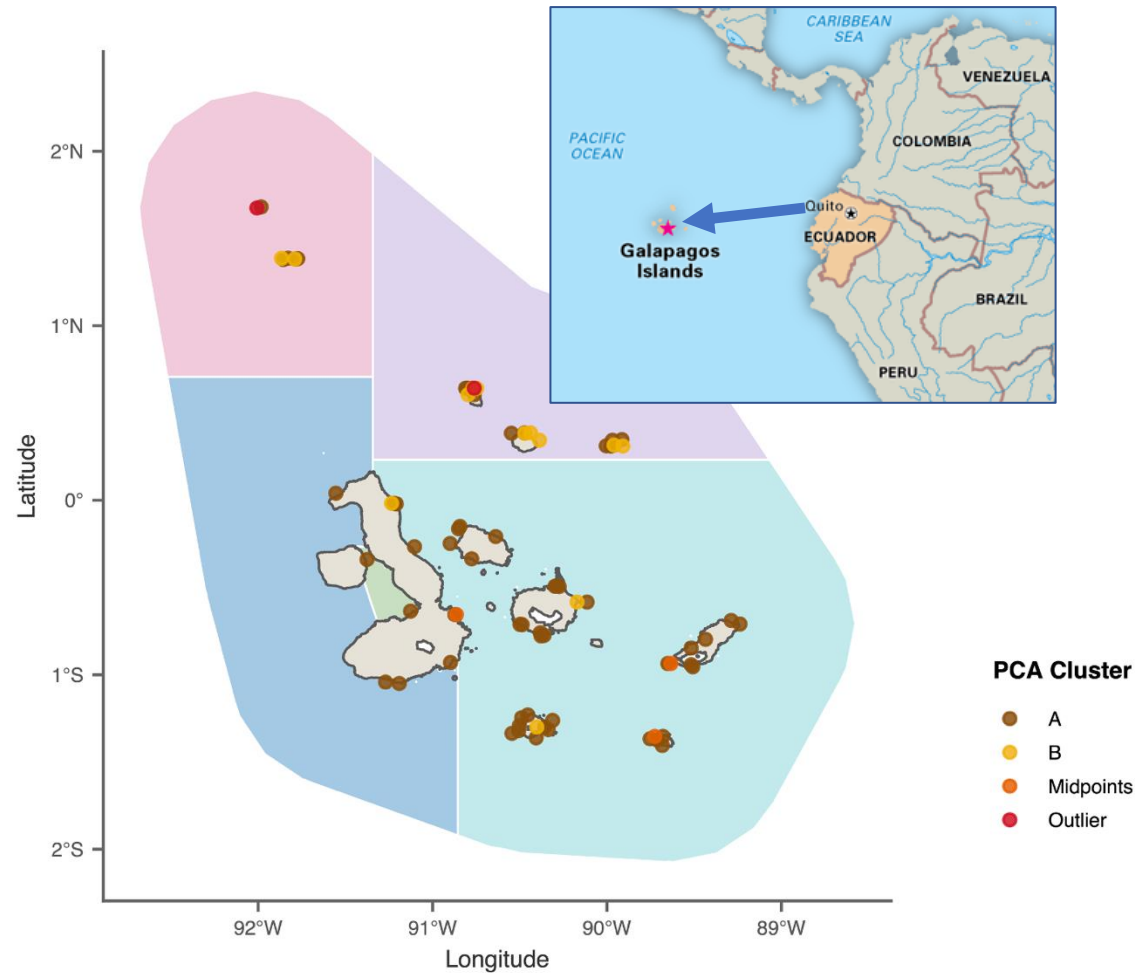 CARIBBEAN
SEA
VENEZUELA
PACIFIC
OCEAN
COLOMBIA
Quito
ECUADOR
Galapagos
Islands
BRAZIL
PERU
2°N
1°N
0°
1°S
2°S
Latitude
92°W
91°W
90°W
89°W
Longitude
PCA Cluster
A
B
Midpoints
Outlier